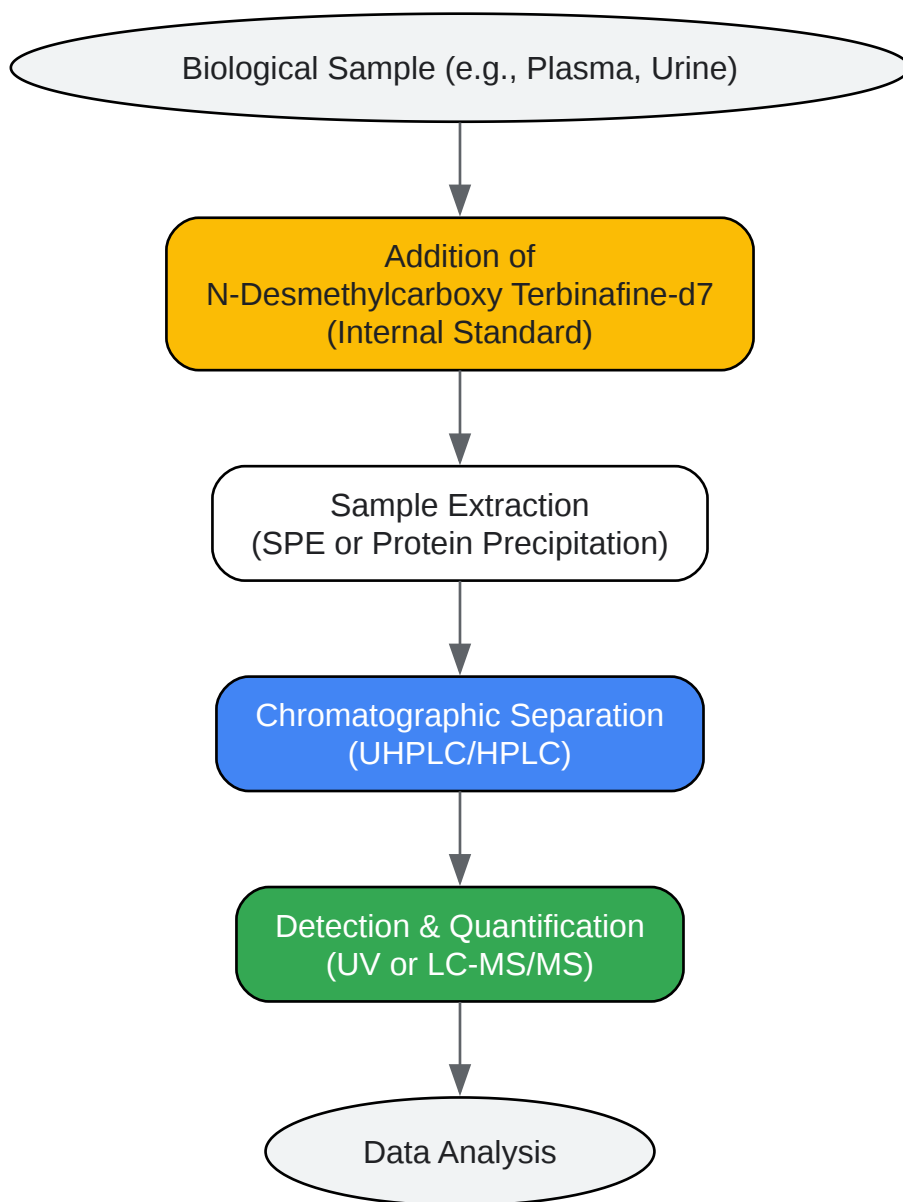 Biological Sample (e.g., Plasma, Urine)
Addition of
N-Desmethylcarboxy Terbinafine-d7
(Internal Standard)
Sample Extraction
(SPE or Protein Precipitation)
Chromatographic Separation
(UHPLC/HPLC)
Detection & Quantification
(UV or LC-MS/MS)
Data Analysis